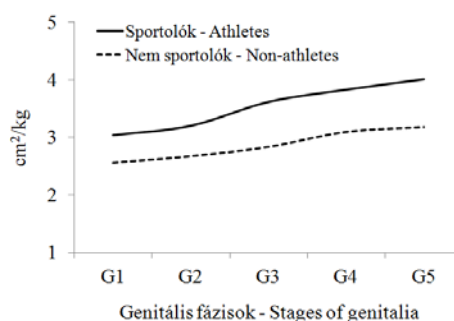 5
Sportolók - Athletes
Nem sportolók - Non-athletes
4
3
2
1
cm²/kg
G1 G2 G3 G4 G5
Genitális fázisok - Stages of genitalia